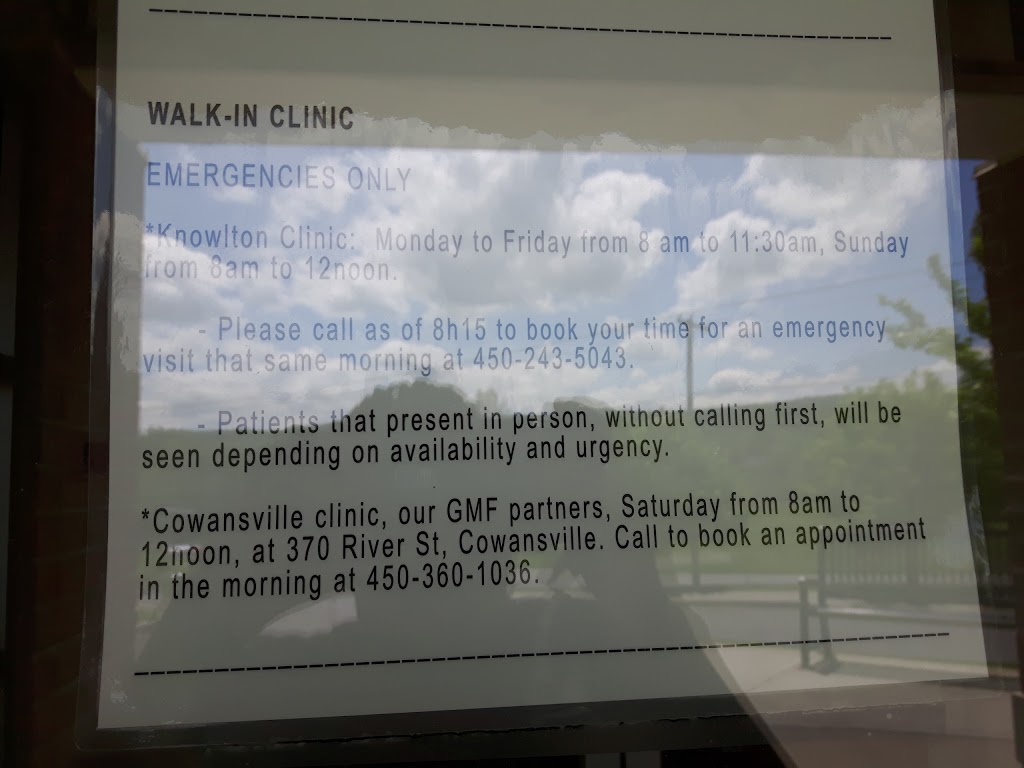 WALK-IN CLINIC
EMERGENCIES ONLY
*Knowlton Clinic: Monday to Friday from 8 am to 11:30am, Sunday
from 8am to 12noon.
- Please call as of 8h15 to book your time for an emergency
visit that same morning at 450-243-5043.
- Patients that present in person, without calling first, will be
seen depending on availability and urgency.
*Cowansville clinic, our GMF partners, Saturday from 8am to
12noon, at 370 River St, Cowansville. Call to book an appointment
in the morning at 450-360-1036.